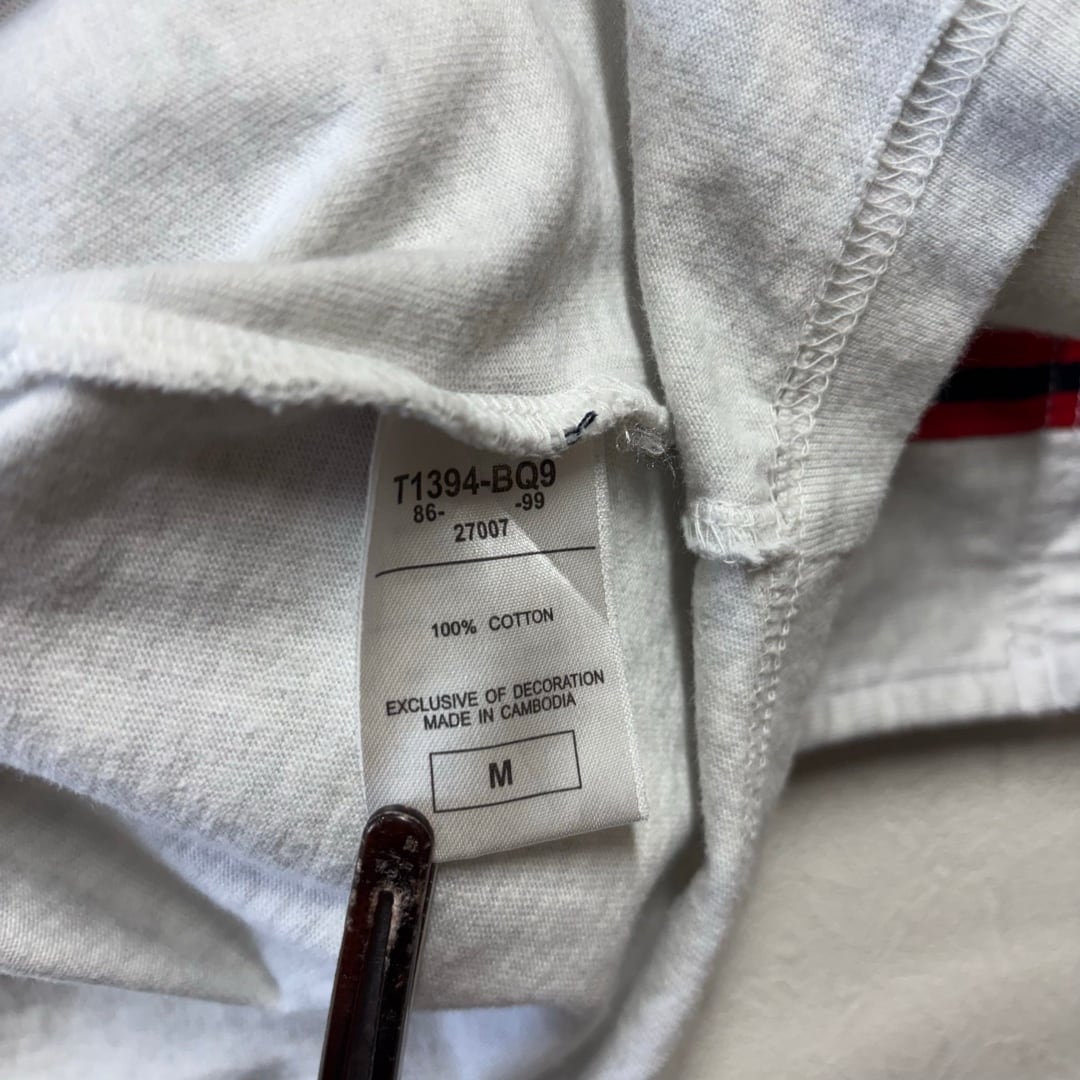 T1394-BQ9
86- -99
27007
100% COTTON
EXCLUSIVE OF DECORATION
MADE IN CAMBODIA
M